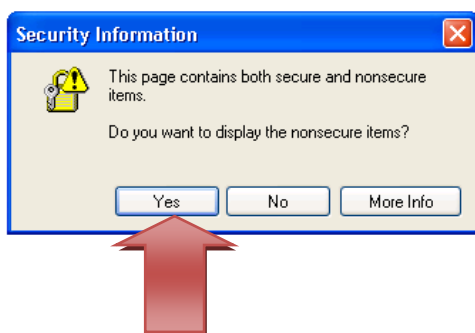 Security Information
This page contains both secure and nonsecure
items.
Do you want to display the nonsecure items?
Yes No More Info